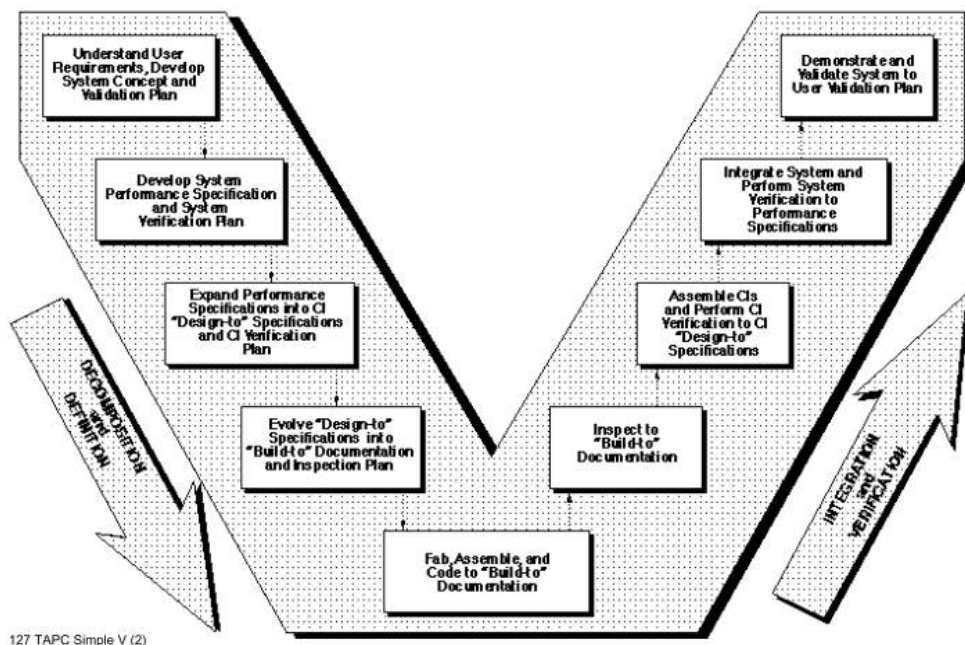 Understand User
Requirements, Develop
System Concept and
Validation Plan
Develop System
Performance Specification
and System
Verification Plan
Expand Performance
Specifications into CI
"Design-to" Specifications
and CI Verification
Plan
Evolve "Design-to"
Specifications into
"Build-to" Documentation
and Inspection Plan
Fab, Assemble, and
Code to "Build-to"
Documentation
Inspect to
"Build-to"
Documentation
Assemble CIs
and Perform CI
Verification to CI
"Design-to"
Specifications
Integrate System and
Perform System
Verification to
Performance
Specifications
Demonstrate and
Validate System to
User Validation Plan
DECOMPOSITION
and
DEFINITION
INTEGRATION
and
VERIFICATION
127 TAPC Simple V (2)